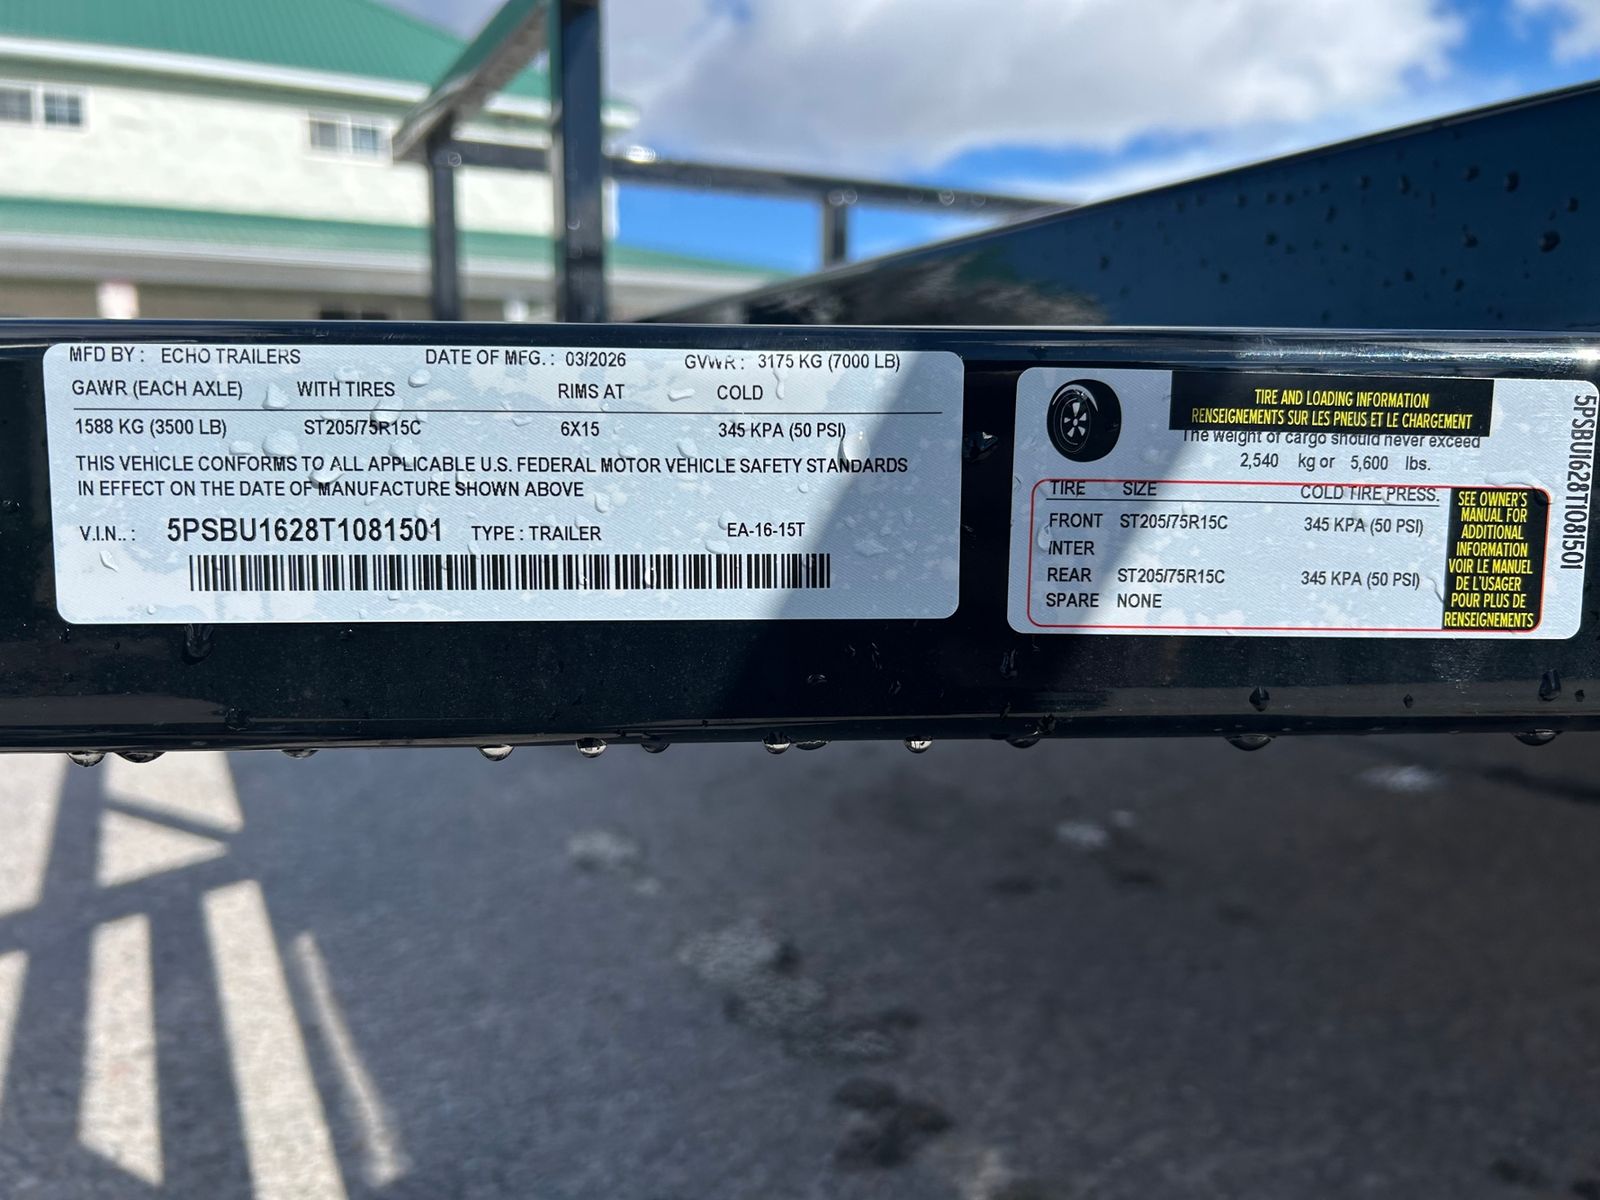 MFD BY : ECHO TRAILERS DATE OF MFG. : 03/2026 GVWR : 3175 KG (7000 LB)
GAWR (EACH AXLE) WITH TIRES RIMS AT COLD
1588 KG (3500 LB) ST205/75R15C 6X15 345 KPA (50 PSI)
THIS VEHICLE CONFORMS TO ALL APPLICABLE U.S. FEDERAL MOTOR VEHICLE SAFETY STANDARDS
IN EFFECT ON THE DATE OF MANUFACTURE SHOWN ABOVE
V.I.N.. : 5PSBU1628T1081501 TYPE : TRAILER EA-16-15T
TIRE AND LOADING INFORMATION
RENSEIGNEMENTS SUR LES PNEUS ET LE CHARGEMENT
The weight of cargo should never exceed
2,540 kg or 5,600 lbs.
TIRE SIZE COLD TIRE PRESS.
FRONT ST205/75R15C 345 KPA (50 PSI)
INTER
REAR ST205/75R15C 345 KPA (50 PSI)
SPARE NONE
SEE OWNER'S
MANUAL FOR
ADDITIONAL
INFORMATION
VOIR LE MANUEL
DE L'USAGER
POUR PLUS DE
RENSEIGNEMENTS
5PSBU1628T1081501